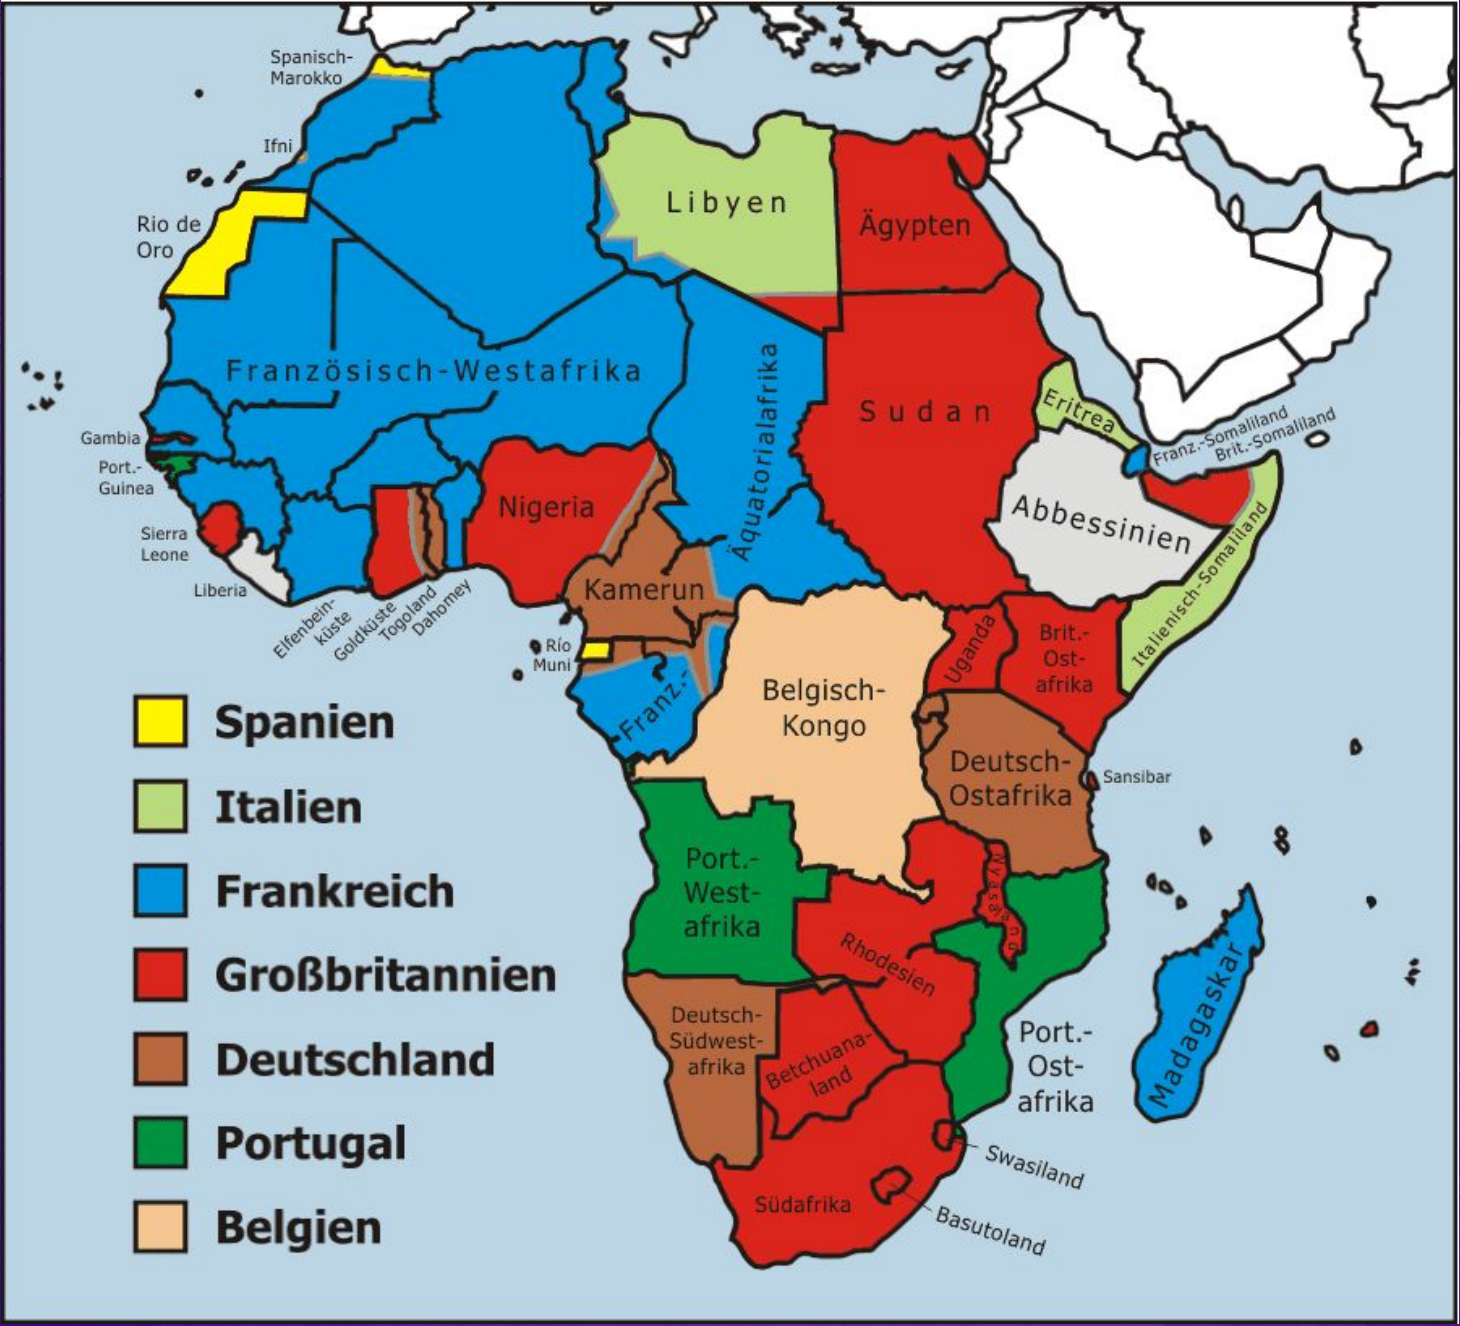 Spanisch-
Marokko
Ifni
Rio de
Oro
Libyen
Ägypten
Französisch-Westafrika
Äquatorialafrika
Sudan
Eritrea
Franz.-Somaliland
Brit.-Somaliland
Gambia
Port.-
Guinea
Sierra
Leone
Liberia
Elfenbein-
küste
Goldküste
Togoland
Dahomey
Nigeria
Kamerun
Abbessinien
Italienisch-Somaliland
Río
Muni
Franz.-
Uganda
Brit.-
Ost-
afrika
Belgisch-
Kongo
Deutsch-
Ostafrika
Sansibar
Port.-
West-
afrika
Nyasaland
Rhodesien
Deutsch-
Südwest-
afrika
Betchuana-
land
Port.-
Ost-
afrika
Madagaskar
Südafrika
Swasiland
Basutoland
Spanien
Italien
Frankreich
Großbritannien
Deutschland
Portugal
Belgien